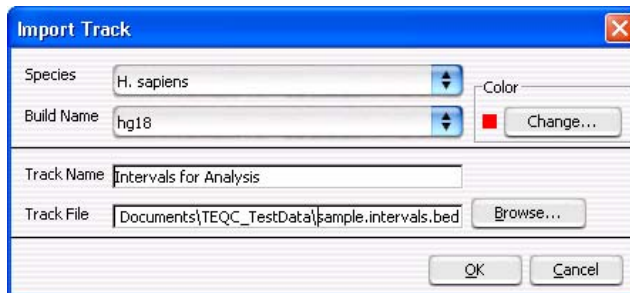 Import Track
Species H. sapiens
Color
Build Name hg18
Change...
Track Name Intervals for Analysis
Track File Documents\TEQC_TestData\sample.intervals.bed Browse...
OK Cancel